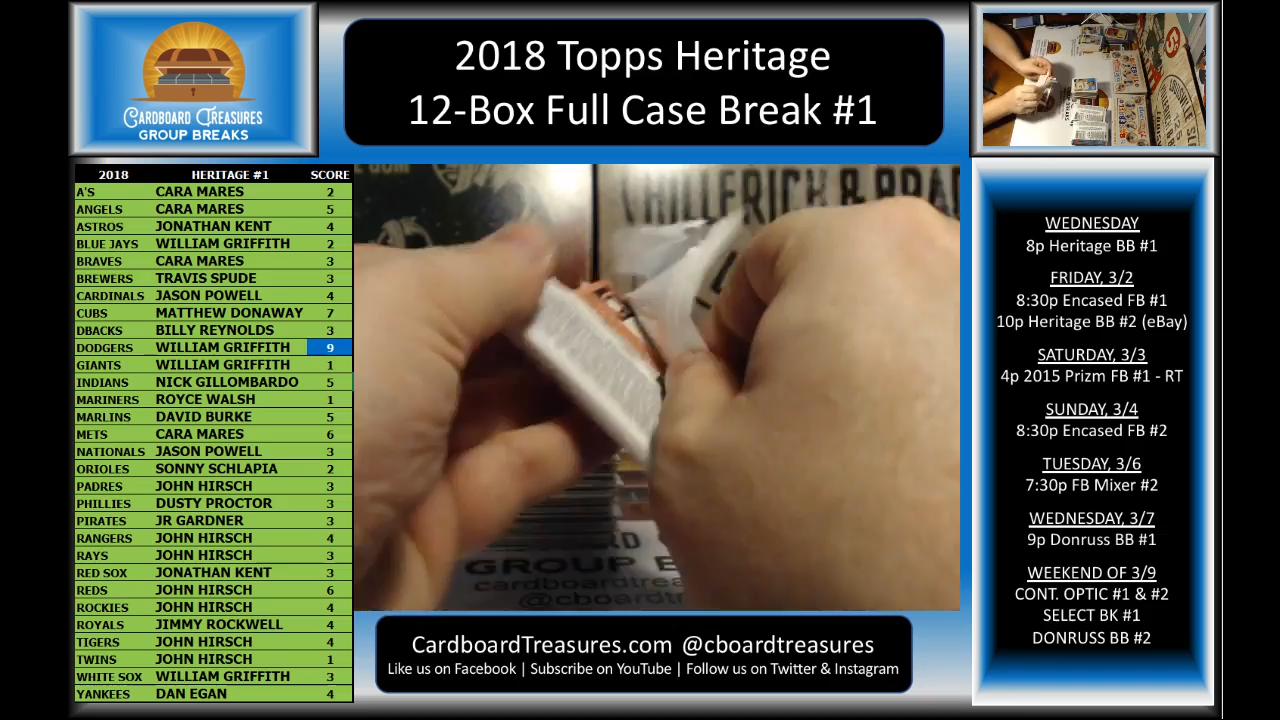 CARDBOARD TREASURES
GROUP BREAKS
2018 Topps Heritage
12-Box Full Case Break #1
2018 HERITAGE #1 SCORE
A'S CARA MARES 2
ANGELS CARA MARES 5
ASTROS JONATHAN KENT 4
BLUE JAYS WILLIAM GRIFFITH 2
BRAVES CARA MARES 3
BREWERS TRAVIS SPUDE 3
CARDINALS JASON POWELL 4
CUBS MATTHEW DONAWAY 7
DBACKS BILLY REYNOLDS 3
DODGERS WILLIAM GRIFFITH 9
GIANTS WILLIAM GRIFFITH 1
INDIANS NICK GILLOMBARDO 5
MARINERS ROYCE WALSH 1
MARLINS DAVID BURKE 5
METS CARA MARES 6
NATIONALS JASON POWELL 3
ORIOLES SONNY SCHLAPIA 2
PADRES JOHN HIRSCH 3
PHILLIES DUSTY PROCTOR 3
PIRATES JR GARDNER 3
RANGERS JOHN HIRSCH 4
RAYS JOHN HIRSCH 3
RED SOX JONATHAN KENT 3
REDS JOHN HIRSCH 6
ROCKIES JOHN HIRSCH 4
ROYALS JIMMY ROCKWELL 4
TIGERS JOHN HIRSCH 4
TWINS JOHN HIRSCH 1
WHITE SOX WILLIAM GRIFFITH 3
YANKEES DAN EGAN 4
HILLERICH & BRAD
GROUP B
cardboardtrea
@cboardtr
CardboardTreasures.com @cboardtreasures
Like us on Facebook | Subscribe on YouTube | Follow us on Twitter & Instagram
WEDNESDAY
8p Heritage BB #1
FRIDAY, 3/2
8:30p Encased FB #1
10p Heritage BB #2 (eBay)
SATURDAY, 3/3
4p 2015 Prizm FB #1 - RT
SUNDAY, 3/4
8:30p Encased FB #2
TUESDAY, 3/6
7:30p FB Mixer #2
WEDNESDAY, 3/7
9p Donruss BB #1
WEEKEND OF 3/9
CONT. OPTIC #1 & #2
SELECT BK #1
DONRUSS BB #2